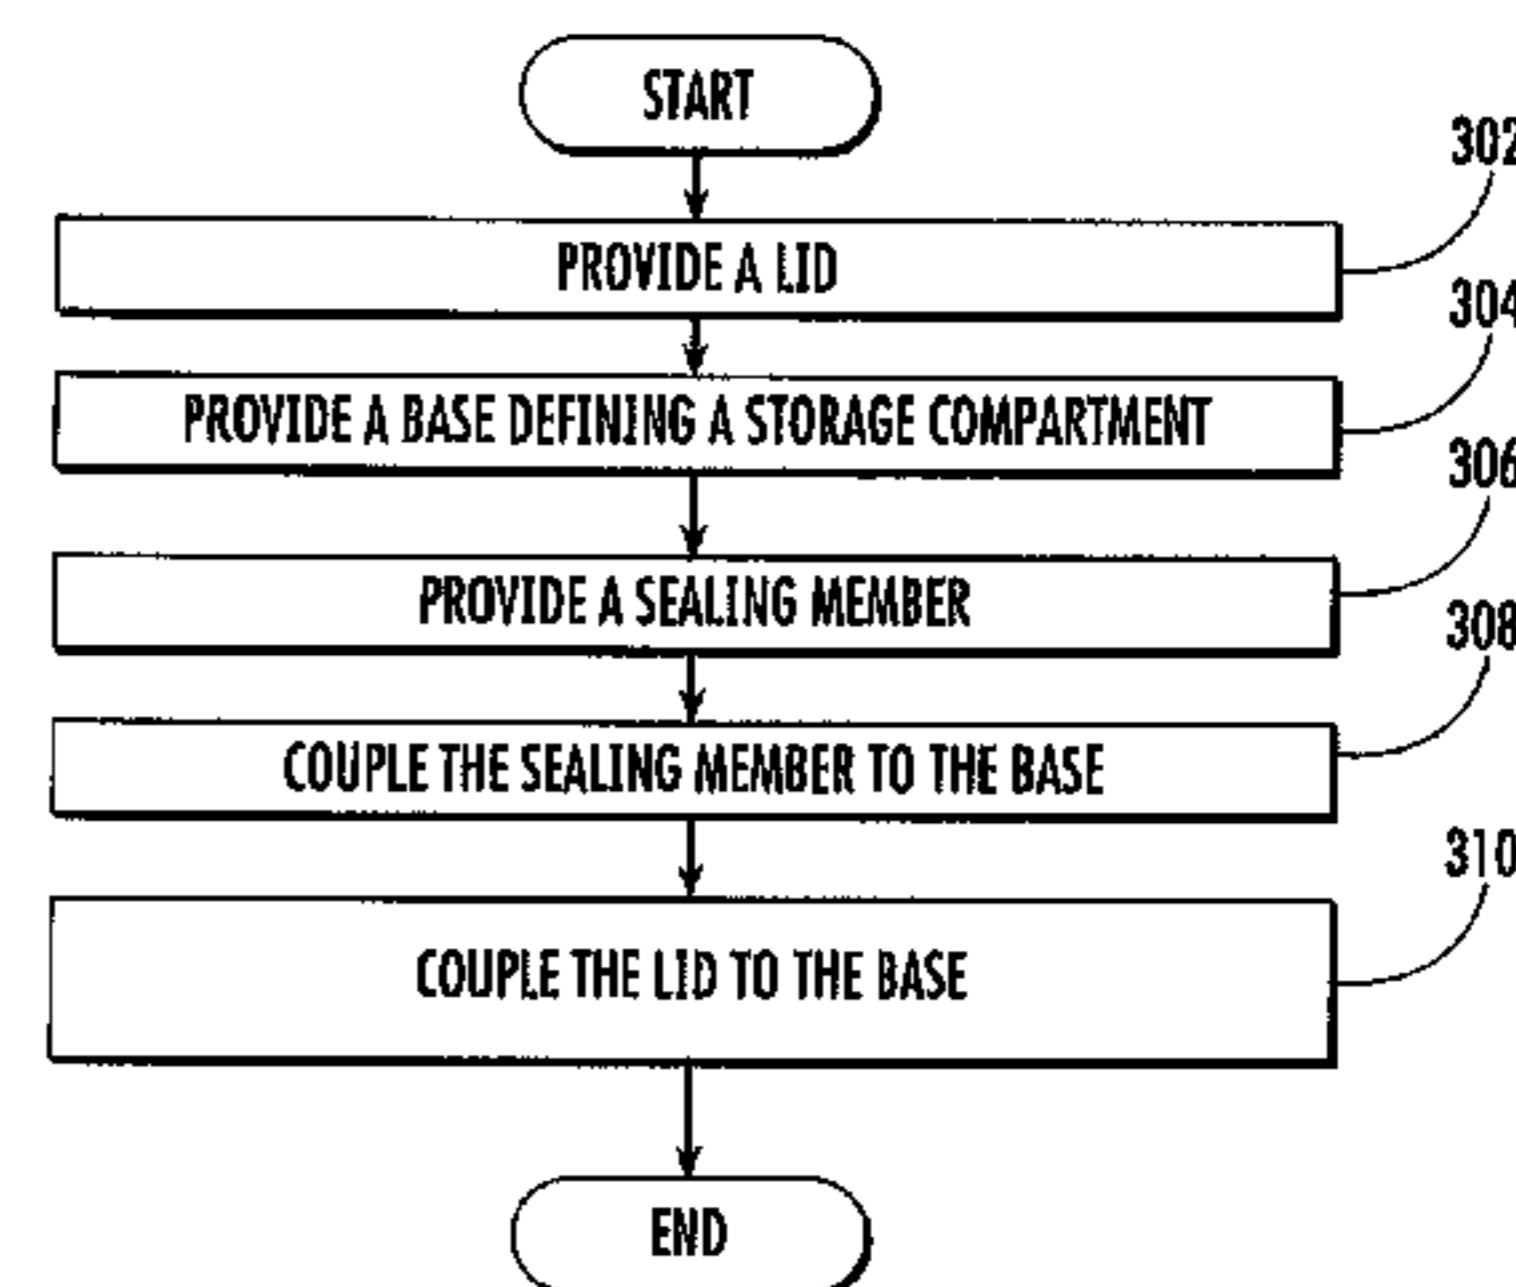 START
302
PROVIDE A LID
304
PROVIDE A BASE DEFINING A STORAGE COMPARTMENT
306
PROVIDE A SEALING MEMBER
308
COUPLE THE SEALING MEMBER TO THE BASE
310
COUPLE THE LID TO THE BASE
END